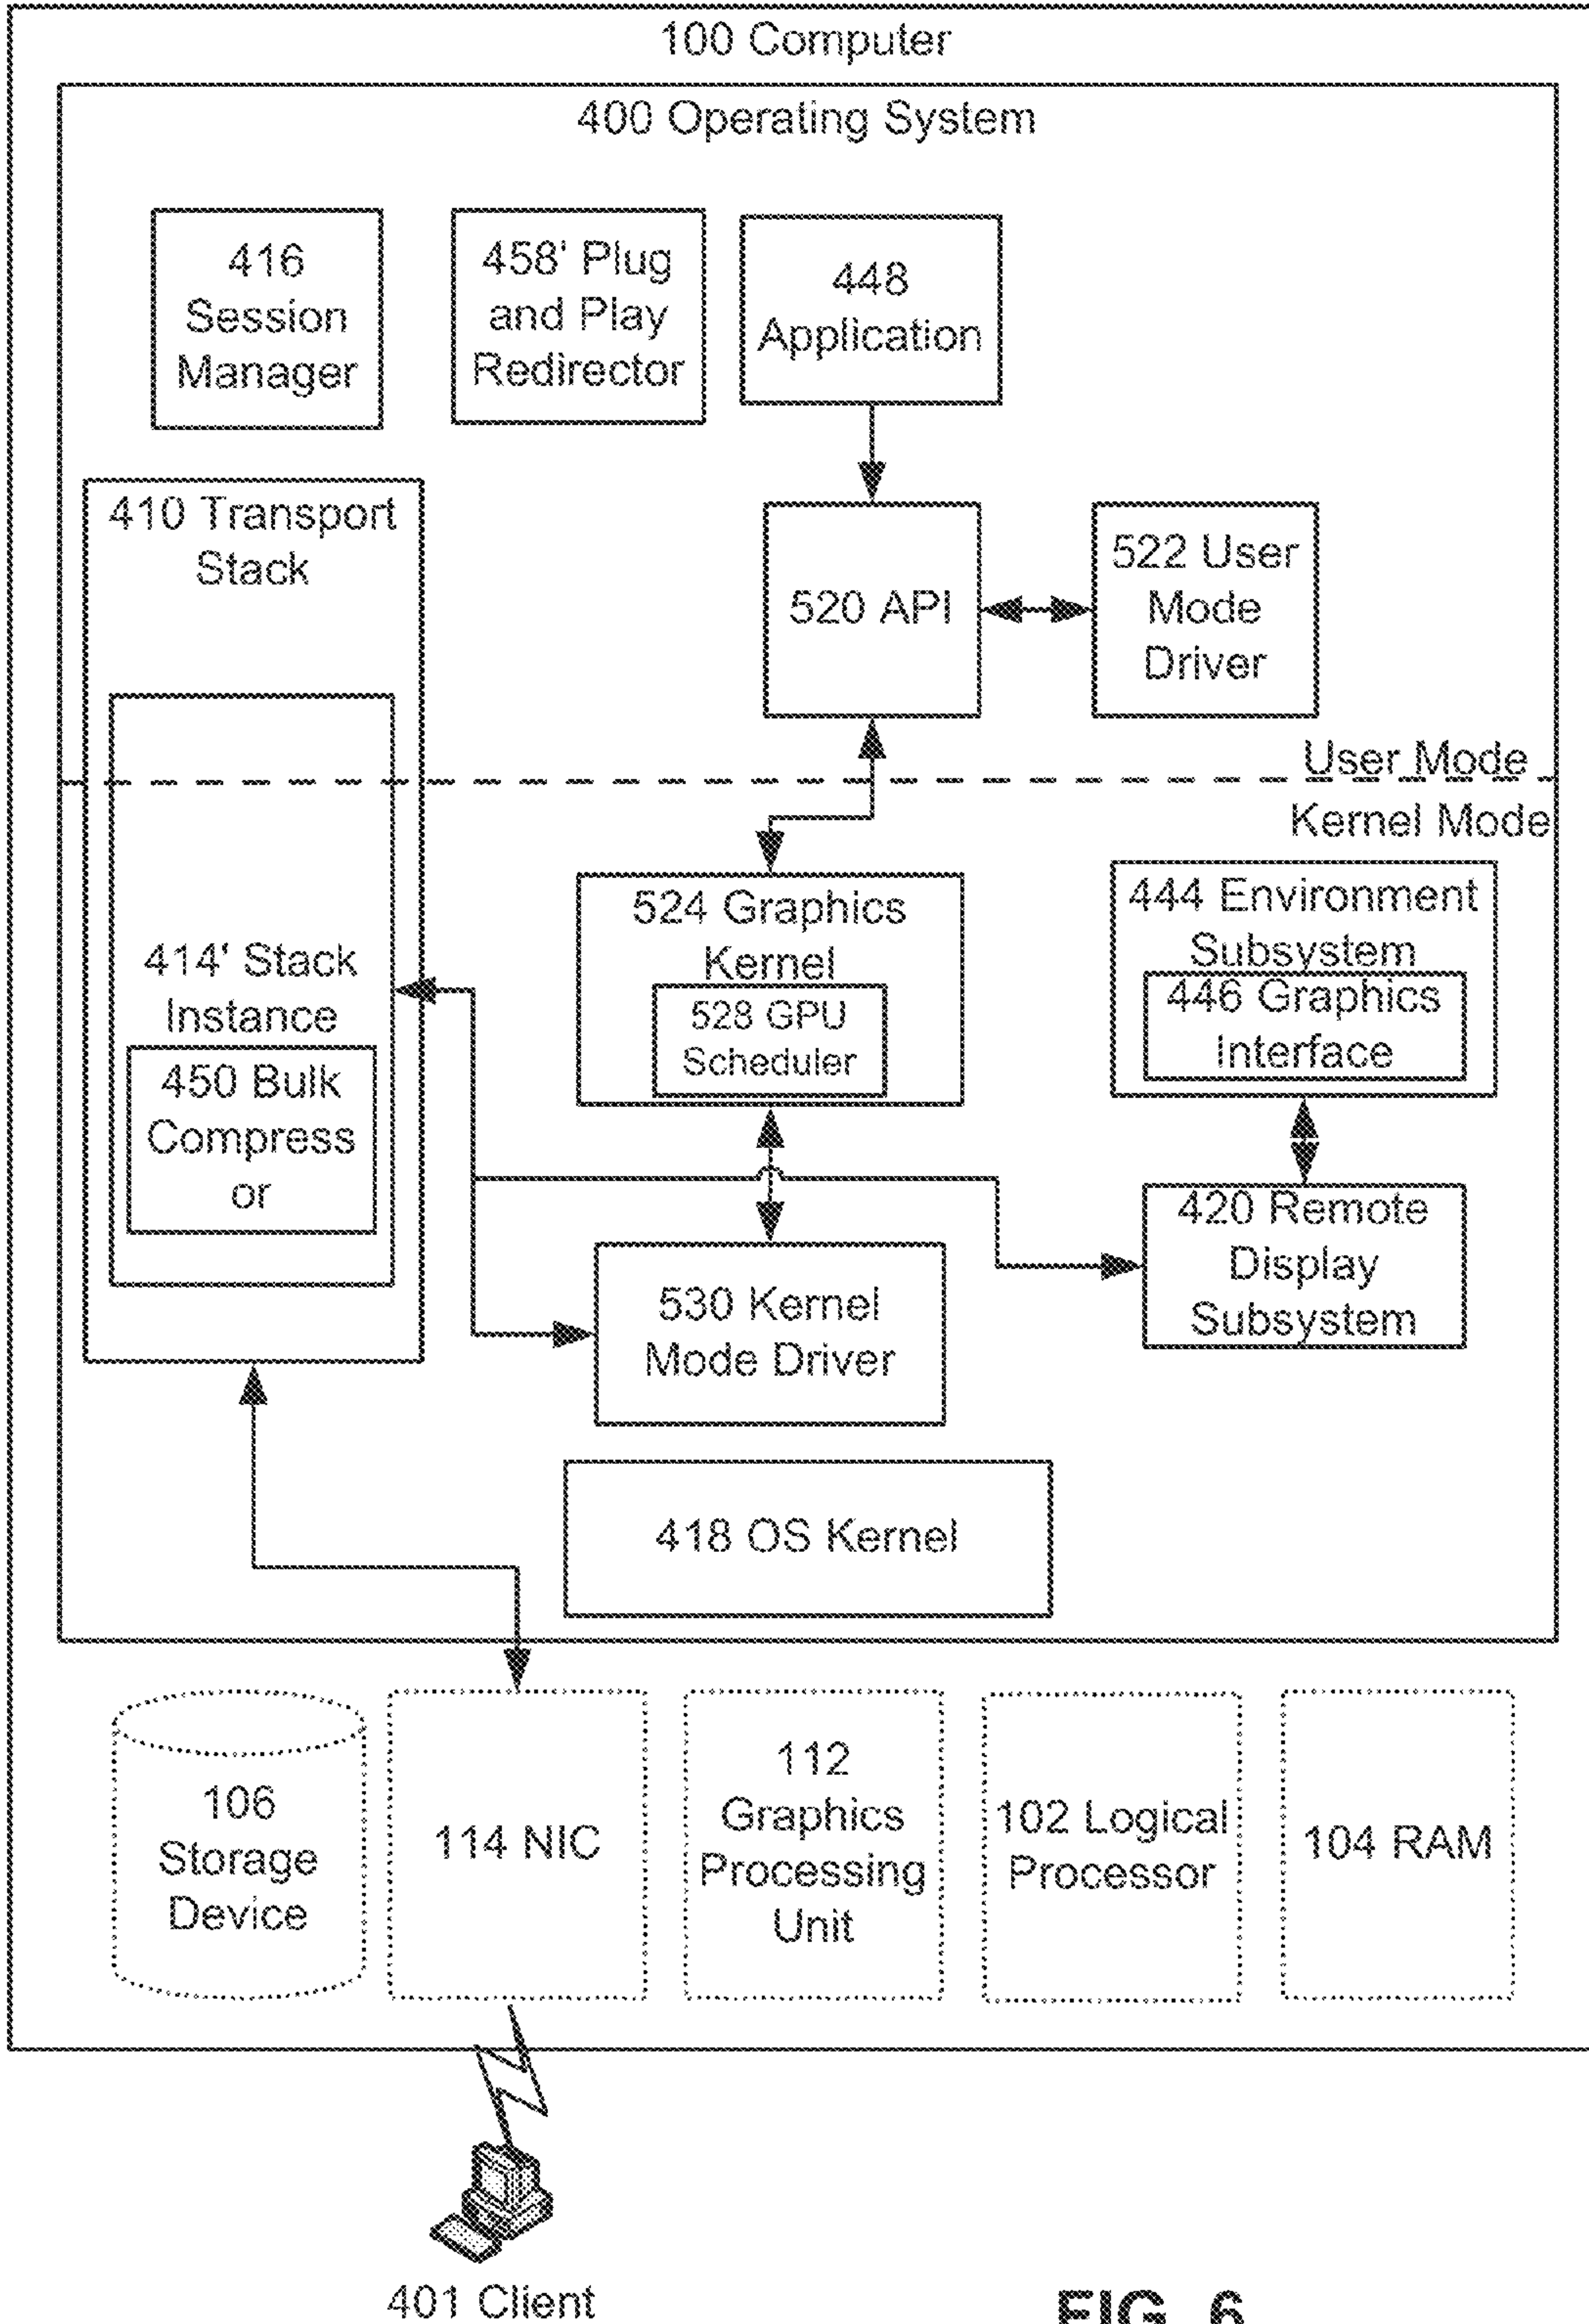 100 Computer
400 Operating System
416
Session
Manager
458' Plug
and Play
Redirector
448
Application
410 Transport
Stack
520 API
522 User
Mode
Driver
User Mode
Kernel Mode
414' Stack
Instance
450 Bulk
Compress
or
524 Graphics
Kernel
528 GPU
Scheduler
444 Environment
Subsystem
446 Graphics
Interface
530 Kernel
Mode Driver
420 Remote
Display
Subsystem
418 OS Kernel
106
Storage
Device
114 NIC
112
Graphics
Processing
Unit
102 Logical
Processor
104 RAM
401 Client
FIG. 6